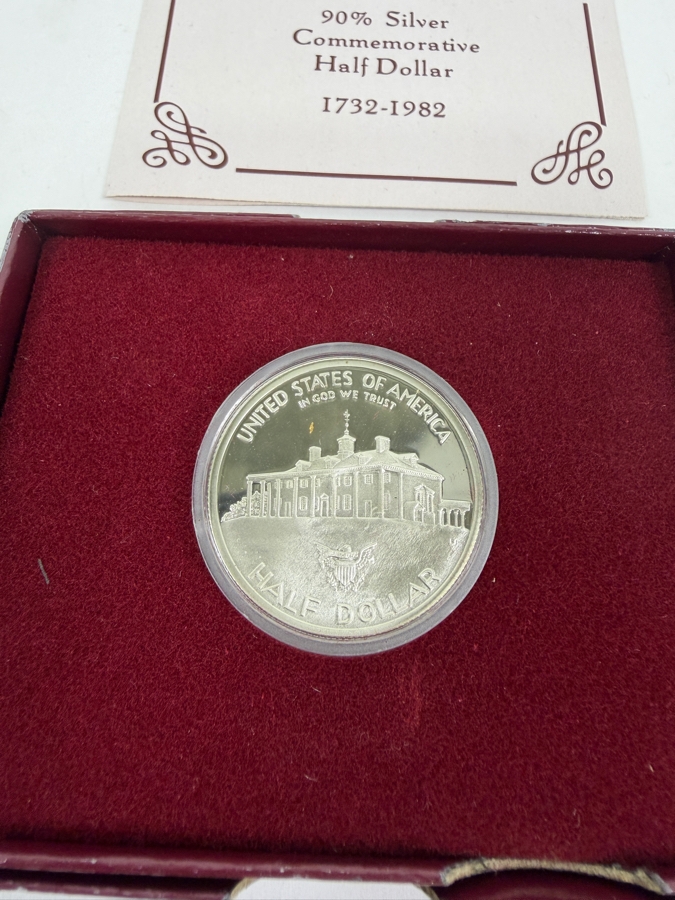 90% Silver
Commemorative
Half Dollar
1732-1982
UNITED STATES OF AMERICA
IN GOD WE TRUST
HALF DOLLAR